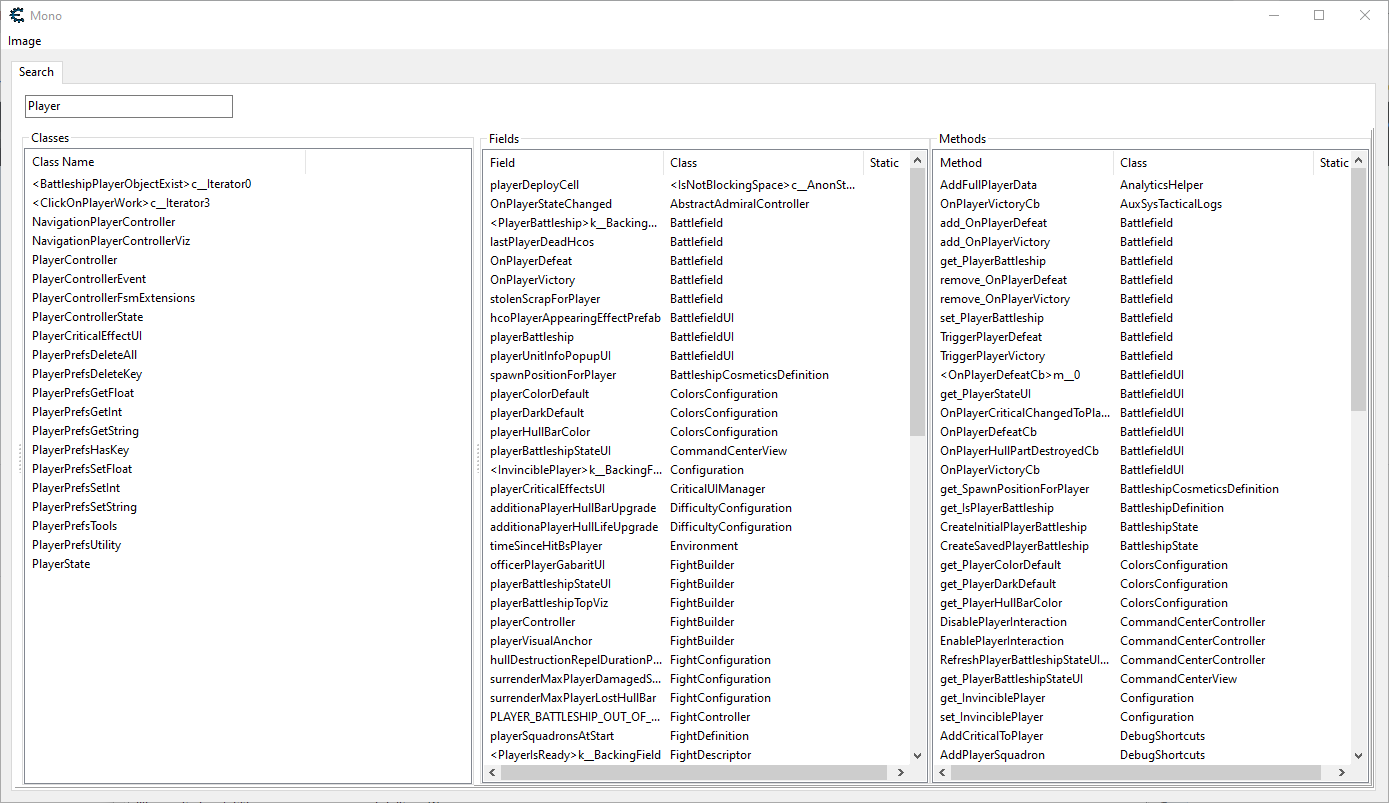 Mono
Image
Search
Player
Classes
Class Name
<BattleshipPlayerObjectExist>c__Iterator0
<ClickOnPlayerWork>c__Iterator3
NavigationPlayerController
NavigationPlayerControllerViz
PlayerController
PlayerControllerEvent
PlayerControllerFsmExtensions
PlayerControllerState
PlayerCriticalEffectUI
PlayerPrefsDeleteAll
PlayerPrefsDeleteKey
PlayerPrefsGetFloat
PlayerPrefsGetInt
PlayerPrefsGetString
PlayerPrefsHasKey
PlayerPrefsSetFloat
PlayerPrefsSetInt
PlayerPrefsSetString
PlayerPrefsTools
PlayerPrefsUtility
PlayerState
Fields
Field Class Static
playerDeployCell <IsNotBlockingSpace>c__AnonSt...
OnPlayerStateChanged AbstractAdmiralController
<PlayerBattleship>k__Backing... Battlefield
lastPlayerDeadHcos Battlefield
OnPlayerDefeat Battlefield
OnPlayerVictory Battlefield
stolenScrapForPlayer Battlefield
hcoPlayerAppearingEffectPrefab BattlefieldUI
playerBattleship BattlefieldUI
playerUnitInfoPopupUI BattlefieldUI
spawnPositionForPlayer BattleshipCosmeticsDefinition
playerColorDefault ColorsConfiguration
playerDarkDefault ColorsConfiguration
playerHullBarColor ColorsConfiguration
playerBattleshipStateUI CommandCenterView
<InvinciblePlayer>k__BackingF... Configuration
playerCriticalEffectsUI CriticalUIManager
additionaPlayerHullBarUpgrade DifficultyConfiguration
additionaPlayerHullLifeUpgrade DifficultyConfiguration
timeSinceHitBsPlayer Environment
officerPlayerGabaritUI FightBuilder
playerBattleshipStateUI FightBuilder
playerBattleshipTopViz FightBuilder
playerController FightBuilder
playerVisualAnchor FightBuilder
hullDestructionRepelDurationP... FightConfiguration
surrenderMaxPlayerDamagedS... FightConfiguration
surrenderMaxPlayerLostHullBar FightConfiguration
PLAYER_BATTLESHIP_OUT_OF_... FightController
playerSquadronsAtStart FightDefinition
<PlayerIsReady>k__BackingField FightDescriptor
Methods
Method Class Static
AddFullPlayerData AnalyticsHelper
OnPlayerVictoryCb AuxSysTacticalLogs
add_OnPlayerDefeat Battlefield
add_OnPlayerVictory Battlefield
get_PlayerBattleship Battlefield
remove_OnPlayerDefeat Battlefield
remove_OnPlayerVictory Battlefield
set_PlayerBattleship Battlefield
TriggerPlayerDefeat Battlefield
TriggerPlayerVictory Battlefield
<OnPlayerDefeatCb>m__0 BattlefieldUI
get_PlayerStateUI BattlefieldUI
OnPlayerCriticalChangedToPla... BattlefieldUI
OnPlayerDefeatCb BattlefieldUI
OnPlayerHullPartDestroyedCb BattlefieldUI
OnPlayerVictoryCb BattlefieldUI
get_SpawnPositionForPlayer BattleshipCosmeticsDefinition
get_IsPlayerBattleship BattleshipDefinition
CreateInitialPlayerBattleship BattleshipState
CreateSavedPlayerBattleship BattleshipState
get_PlayerColorDefault ColorsConfiguration
get_PlayerDarkDefault ColorsConfiguration
get_PlayerHullBarColor ColorsConfiguration
DisablePlayerInteraction CommandCenterController
EnablePlayerInteraction CommandCenterController
RefreshPlayerBattleshipStateUI... CommandCenterController
get_PlayerBattleshipStateUI CommandCenterView
get_InvinciblePlayer Configuration
set_InvinciblePlayer Configuration
AddCriticalToPlayer DebugShortcuts
AddPlayerSquadron DebugShortcuts